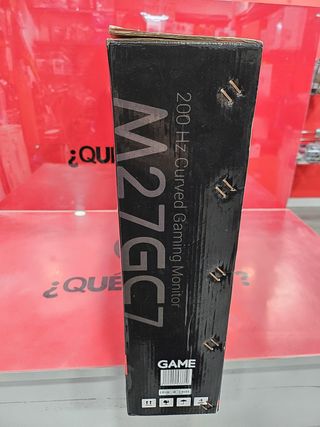 ¿QUÉ
¿QUÉ
200 Hz Curved Gaming Monitor
M27GC7
GAME